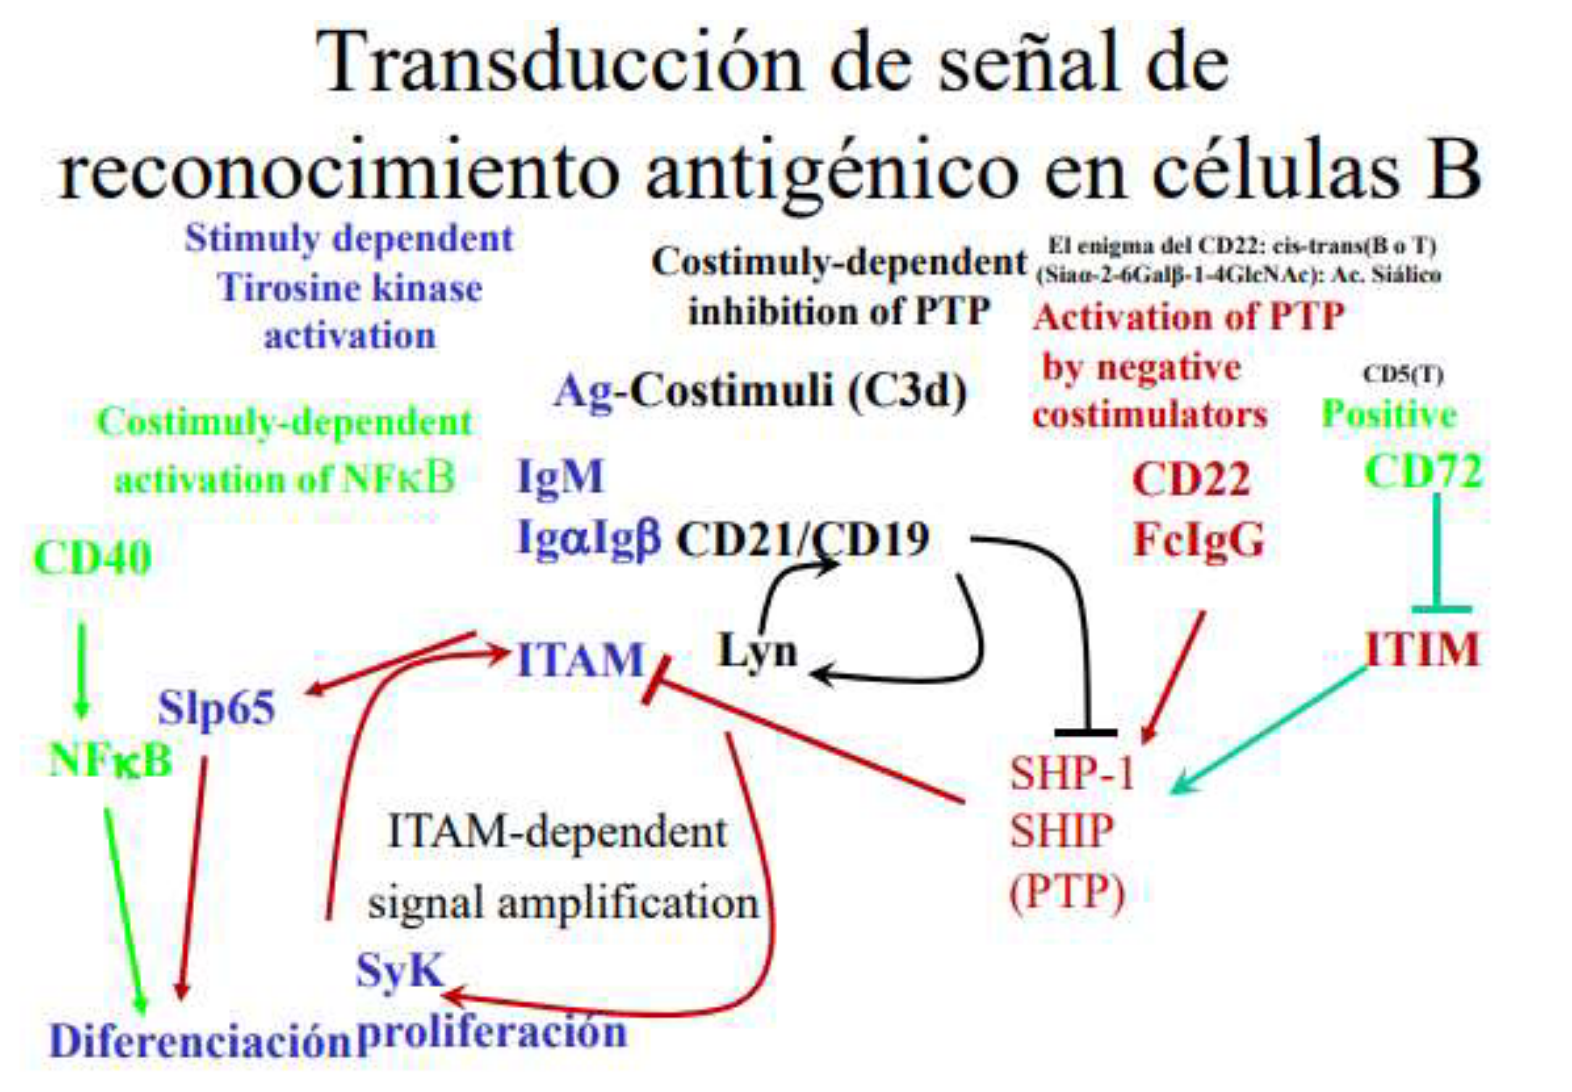 Transducción de señal de
reconocimiento antigénico en células B
Stimuly dependent
Tirosine kinase
activation
Costimuly-dependent
inhibition of PTP
El enigma del CD22: cis-trans(B o T)
(Siaα-2-6Galβ-1-4GlcNAc): Ac. Siálico
Activation of PTP
by negative
costimulators
CD5(T)
Positive
CD72
Ag-Costimuli (C3d)
Costimuly-dependent
activation of NFκB
IgM
IgαIgβ CD21/CD19
CD22
FcIgG
CD40
ITAM
Lyn
ITIM
Slp65
NFκB
SHP-1
SHIP
(PTP)
ITAM-dependent
signal amplification
SyK
Diferenciación
proliferación